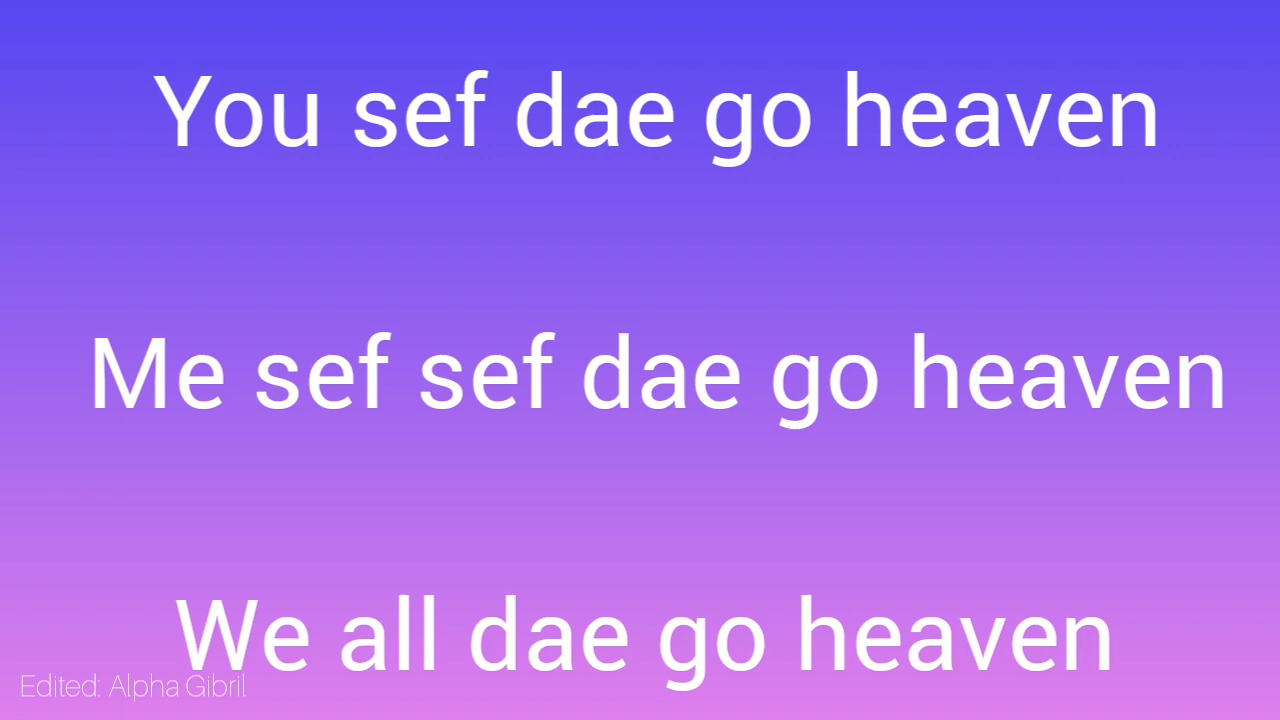 You sef dae go heaven
Me sef sef dae go heaven
We all dae go heaven
Edited: Alpha Gibril